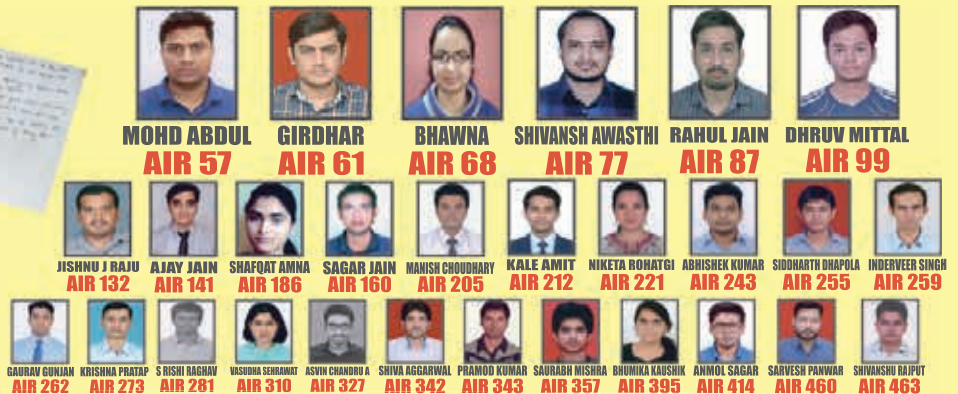 MOHD ABDUL GIRDHAR BHAWNA SHIVANSH AWASTHI RAHUL JAIN DHRUV MITTAL
AIR 57 AIR 61 AIR 68 AIR 77 AIR 87 AIR 99
JISHNU J RAJU AJAY JAIN SHAFQAT AMNA SAGAR JAIN MANISH CHOUDHARY KALE AMIT NIKETA ROHATGI ABHISHEK KUMAR SIDDHARTH DHAPOLA INDERVEER SINGH
AIR 132 AIR 141 AIR 186 AIR 160 AIR 205 AIR 212 AIR 221 AIR 243 AIR 255 AIR 259
GAURAV GUNJAN KRISHNA PRATAP S RISHI RAGHAV VASUDHA SEHRAWAT ASVIN CHANDRU A SHIVA AGGARWAL PRAMOD KUMAR SAURABH MISHRA BHUMIKA KAUSHIK ANMOL SAGAR SARVESH PANWAR SHIVANSHU RAJPUT
AIR 262 AIR 273 AIR 281 AIR 310 AIR 327 AIR 342 AIR 343 AIR 357 AIR 395 AIR 414 AIR 460 AIR 463